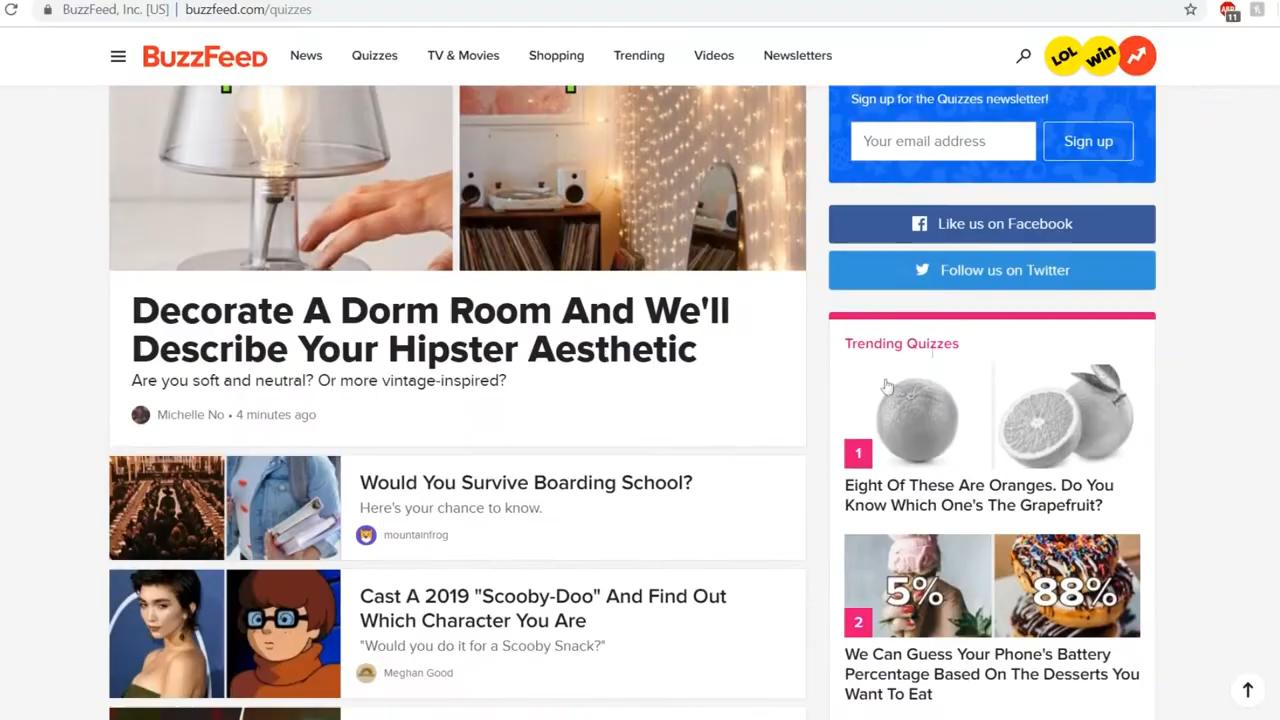 BuzzFeed, Inc. [US] | buzzfeed.com/quizzes
11
BuzzFeed News Quizzes TV & Movies Shopping Trending Videos Newsletters LOL win
Sign up for the Quizzes newsletter!
Your email address Sign up
Like us on Facebook
Follow us on Twitter
Decorate A Dorm Room And We'll
Describe Your Hipster Aesthetic
Are you soft and neutral? Or more vintage-inspired?
Michelle No • 4 minutes ago
Would You Survive Boarding School?
Here's your chance to know.
mountainfrog
Cast A 2019 "Scooby-Doo" And Find Out
Which Character You Are
"Would you do it for a Scooby Snack?"
Meghan Good
Trending Quizzes
1
Eight Of These Are Oranges. Do You
Know Which One's The Grapefruit?
5% 88%
2
We Can Guess Your Phone's Battery
Percentage Based On The Desserts You
Want To Eat